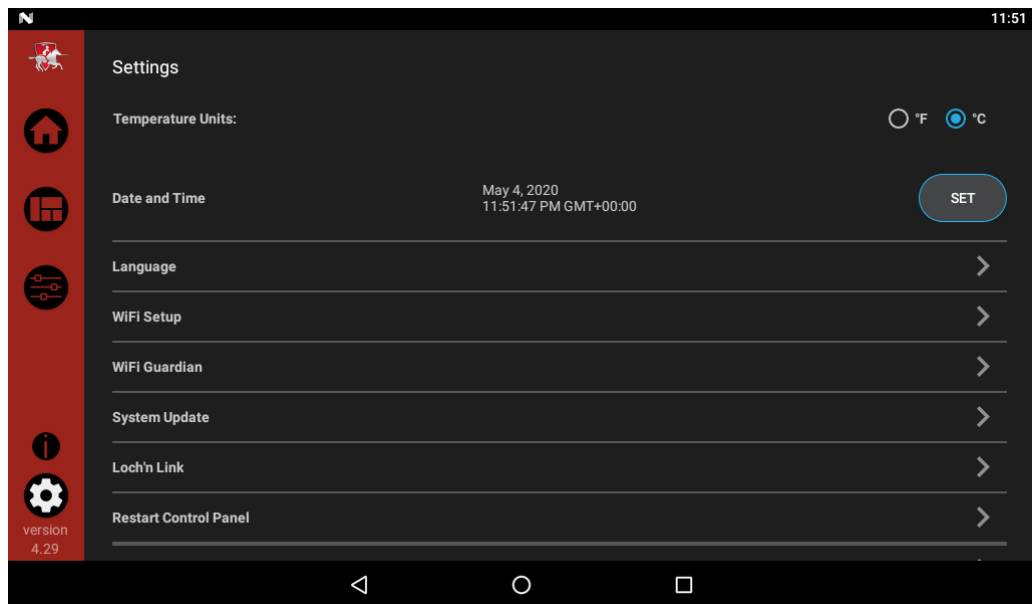 11:51
Settings
Temperature Units:
°F
°C
Date and Time
May 4, 2020
11:51:47 PM GMT+00:00
SET
Language
WiFi Setup
WiFi Guardian
System Update
Loch'n Link
Restart Control Panel
version
4.29